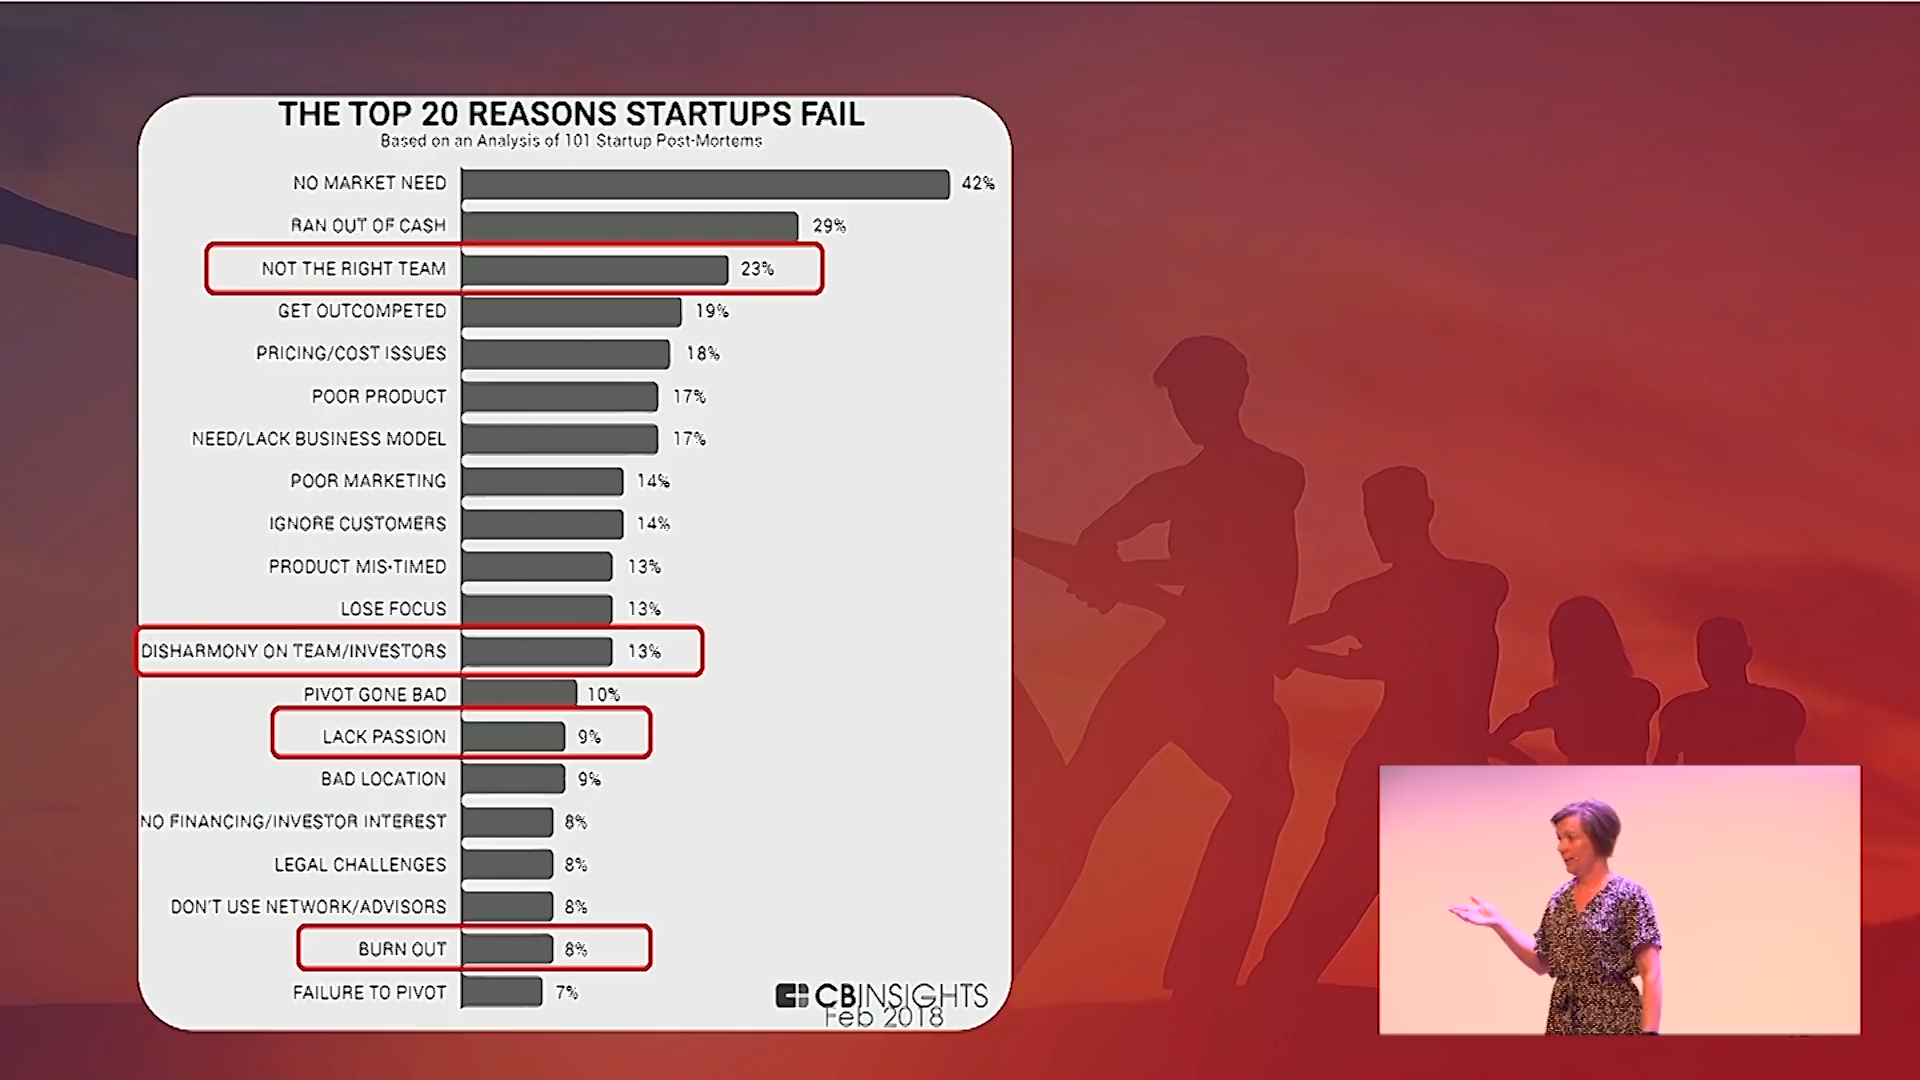 THE TOP 20 REASONS STARTUPS FAIL
Based on an Analysis of 101 Startup Post-Mortems
NO MARKET NEED 42%
RAN OUT OF CASH 29%
NOT THE RIGHT TEAM 23%
GET OUTCOMPETED 19%
PRICING/COST ISSUES 18%
POOR PRODUCT 17%
NEED/LACK BUSINESS MODEL 17%
POOR MARKETING 14%
IGNORE CUSTOMERS 14%
PRODUCT MIS-TIMED 13%
LOSE FOCUS 13%
DISHARMONY ON TEAM/INVESTORS 13%
PIVOT GONE BAD 10%
LACK PASSION 9%
BAD LOCATION 9%
NO FINANCING/INVESTOR INTEREST 8%
LEGAL CHALLENGES 8%
DON'T USE NETWORK/ADVISORS 8%
BURN OUT 8%
FAILURE TO PIVOT 7%
CBINSIGHTS
Feb 2018